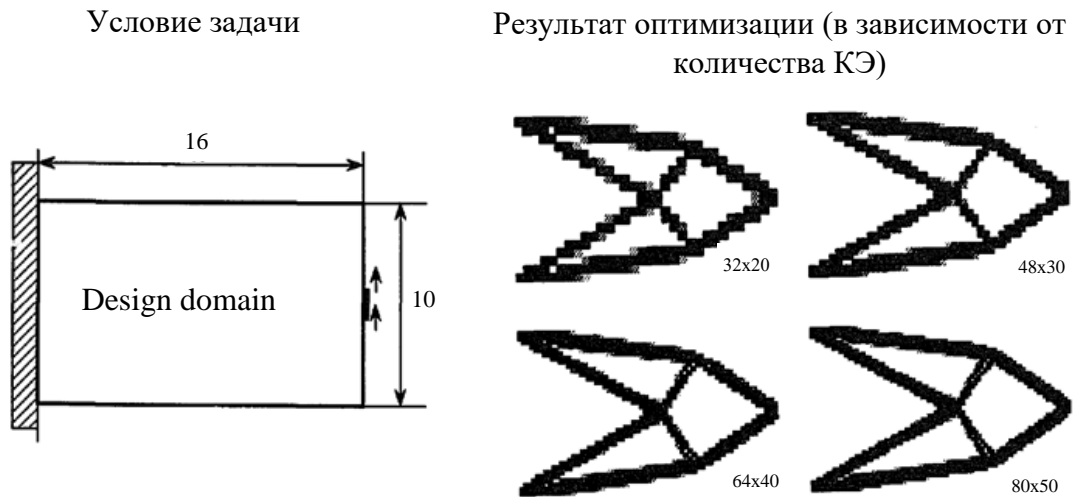 Условие задачи
Результат оптимизации (в зависимости от
количества КЭ)
16
Design domain
10
32x20
48x30
64x40
80x50